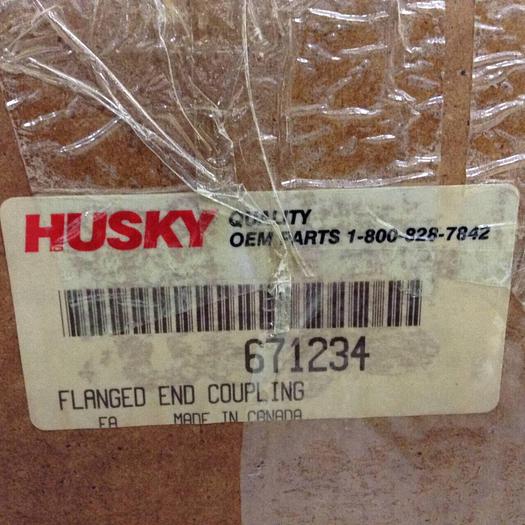 HUSKY
QUALITY
OEM PARTS 1-800-828-7842
671234
FLANGED END COUPLING
EA MADE IN CANADA